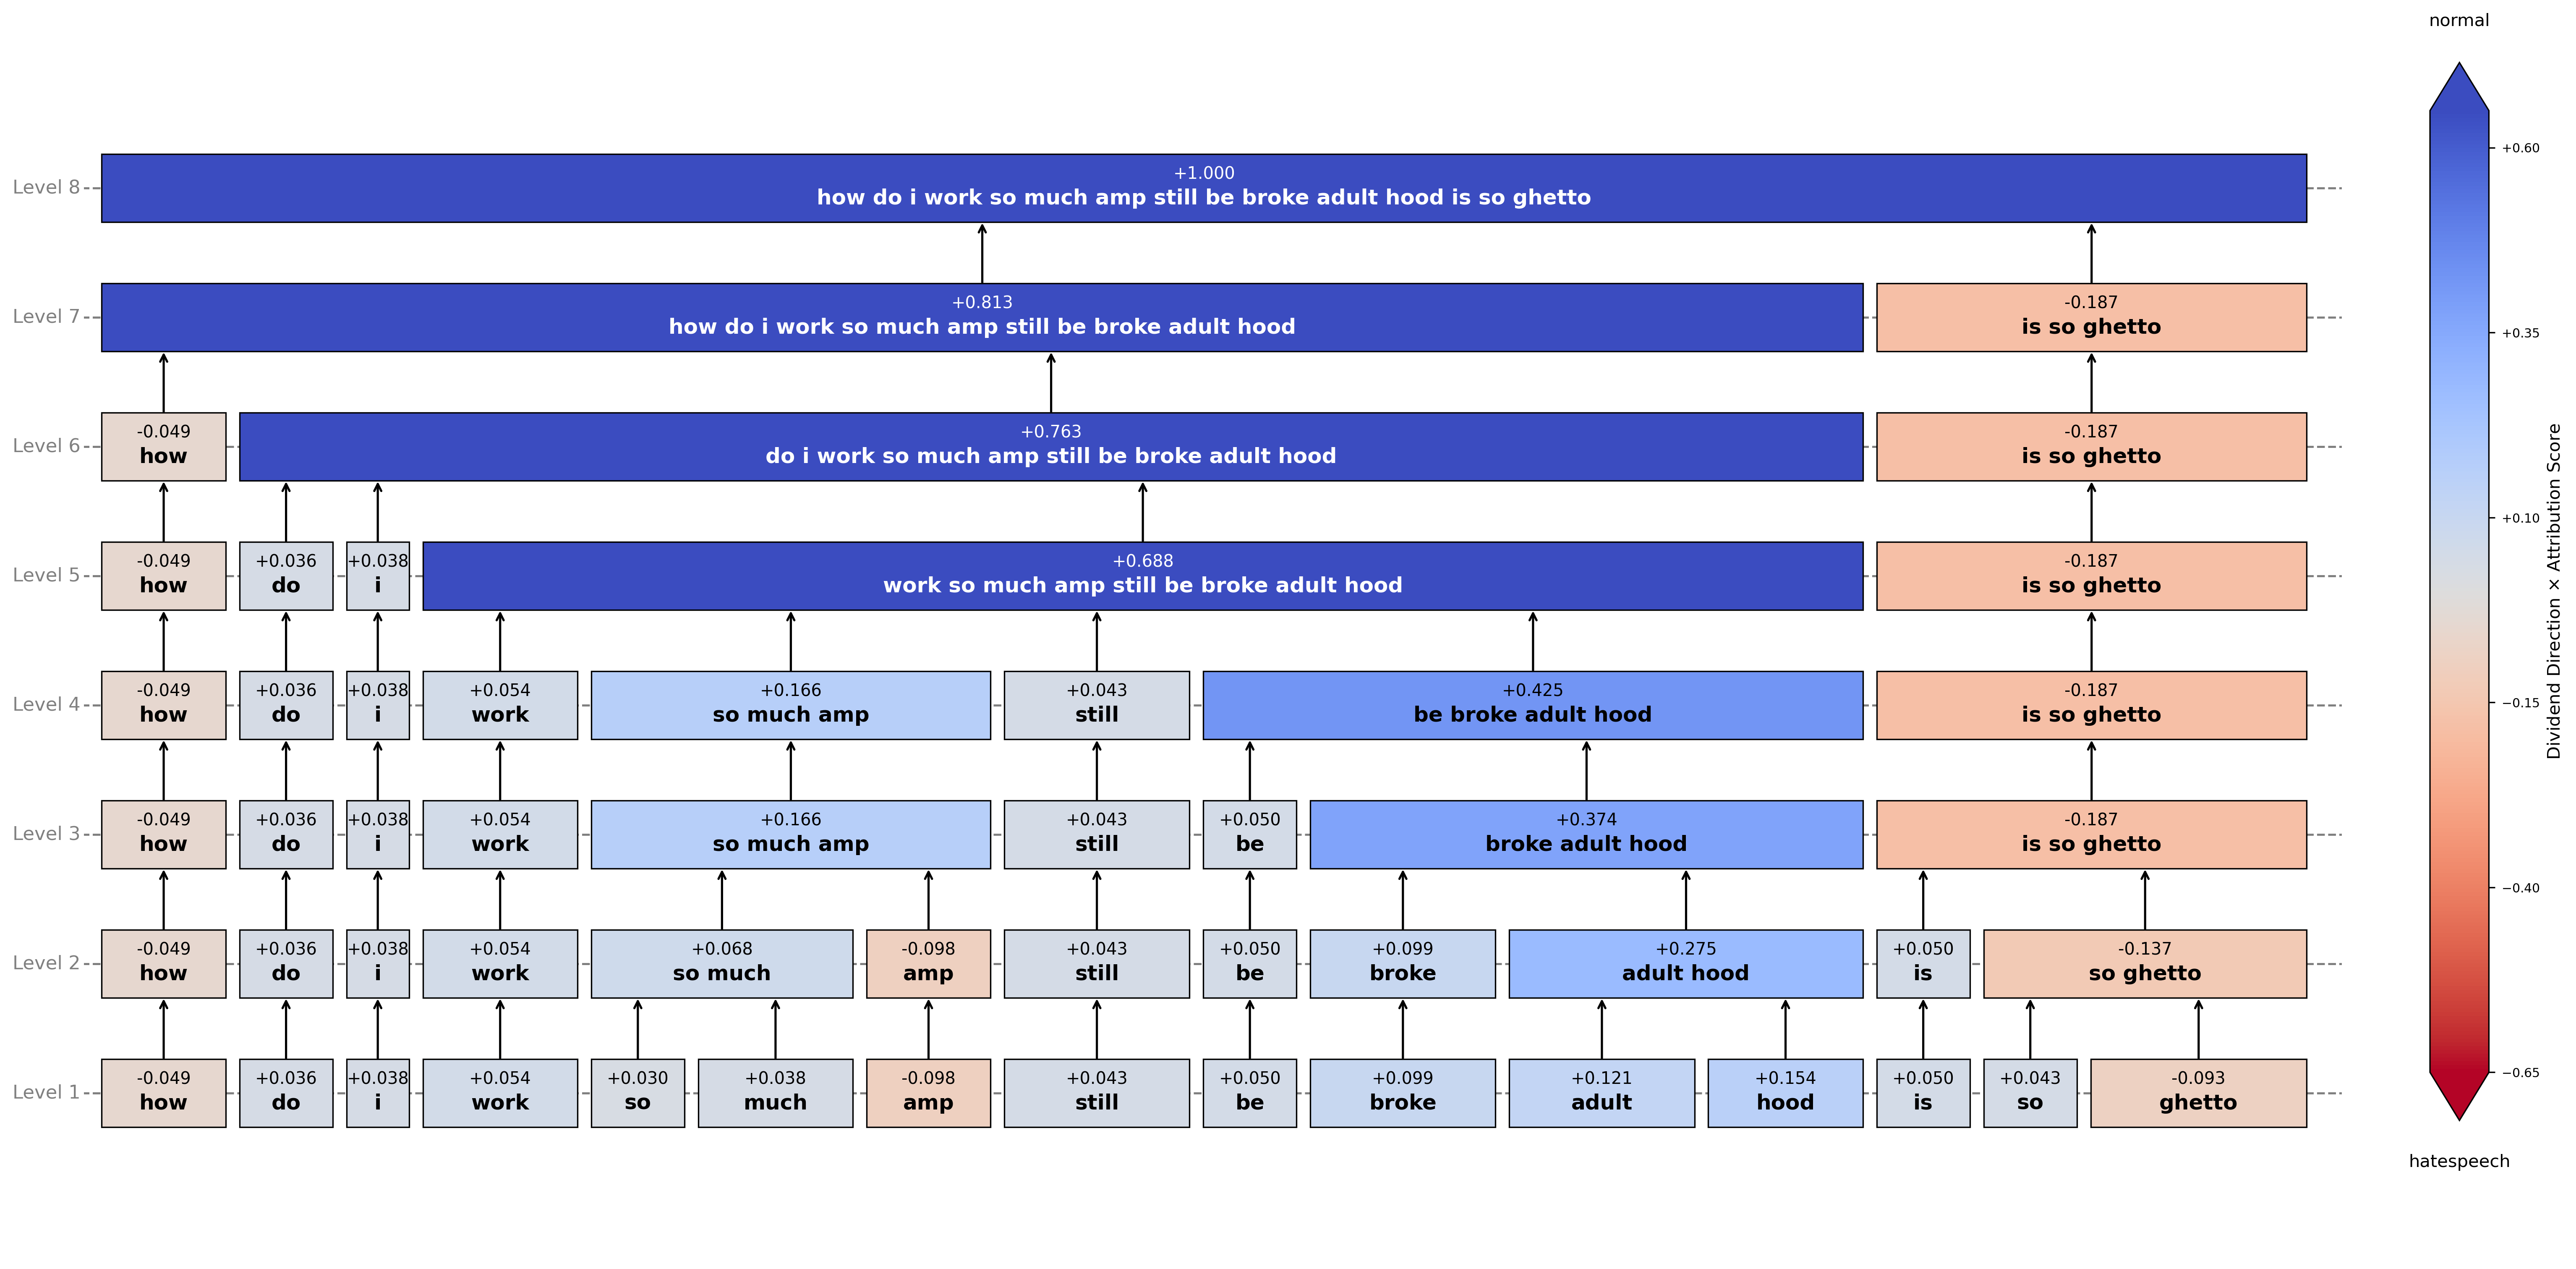 normal
Level 8
+1.000
how do i work so much amp still be broke adult hood is so ghetto
Level 7
+0.813
how do i work so much amp still be broke adult hood
-0.187
is so ghetto
Level 6
-0.049
how
+0.763
do i work so much amp still be broke adult hood
-0.187
is so ghetto
Level 5
-0.049
how
+0.036
do
+0.038
i
+0.688
work so much amp still be broke adult hood
-0.187
is so ghetto
Level 4
-0.049
how
+0.036
do
+0.038
i
+0.054
work
+0.166
so much amp
+0.043
still
+0.425
be broke adult hood
-0.187
is so ghetto
Level 3
-0.049
how
+0.036
do
+0.038
i
+0.054
work
+0.166
so much amp
+0.043
still
+0.050
be
+0.374
broke adult hood
-0.187
is so ghetto
Level 2
-0.049
how
+0.036
do
+0.038
i
+0.054
work
+0.068
so much
-0.098
amp
+0.043
still
+0.050
be
+0.099
broke
+0.275
adult hood
+0.050
is
-0.137
so ghetto
Level 1
-0.049
how
+0.036
do
+0.038
i
+0.054
work
+0.030
so
+0.038
much
-0.098
amp
+0.043
still
+0.050
be
+0.099
broke
+0.121
adult
+0.154
hood
+0.050
is
+0.043
so
-0.093
ghetto
+0.60
+0.35
+0.10
−0.15
−0.40
−0.65
Dividend Direction × Attribution Score
hatespeech